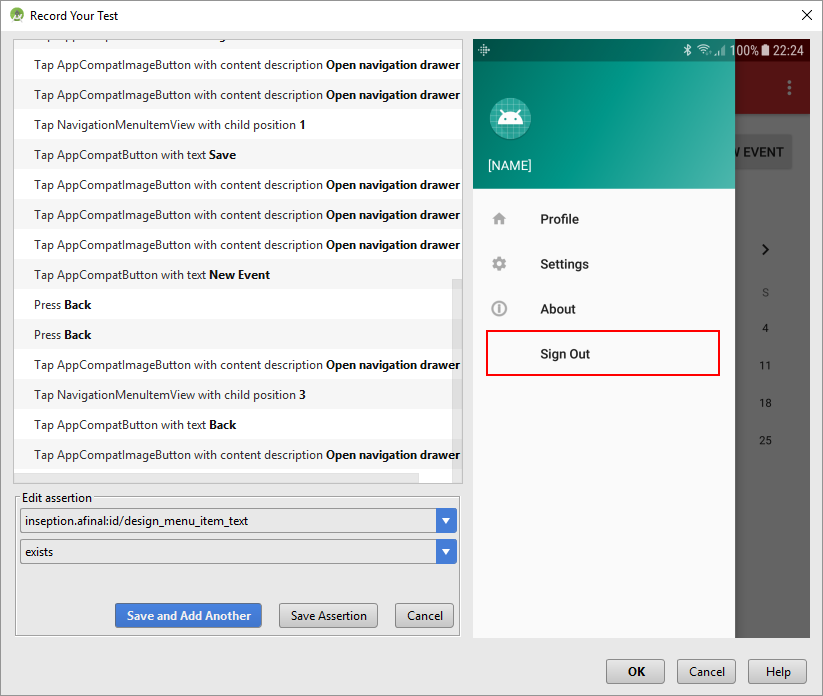 Record Your Test
Tap AppCompatImageButton with content description Open navigation drawer
Tap AppCompatImageButton with content description Open navigation drawer
Tap NavigationMenuItemView with child position 1
Tap AppCompatButton with text Save
Tap AppCompatImageButton with content description Open navigation drawer
Tap AppCompatImageButton with content description Open navigation drawer
Tap AppCompatImageButton with content description Open navigation drawer
Tap AppCompatButton with text New Event
Press Back
Press Back
Tap AppCompatImageButton with content description Open navigation drawer
Tap NavigationMenuItemView with child position 3
Tap AppCompatButton with text Back
Tap AppCompatImageButton with content description Open navigation drawer
Edit assertion
inseption.afinal:id/design_menu_item_text
exists
Save and Add Another
Save Assertion
Cancel
100% 22:24
[NAME]
EVENT
Profile
Settings
About
Sign Out
S
4
11
18
25
OK
Cancel
Help